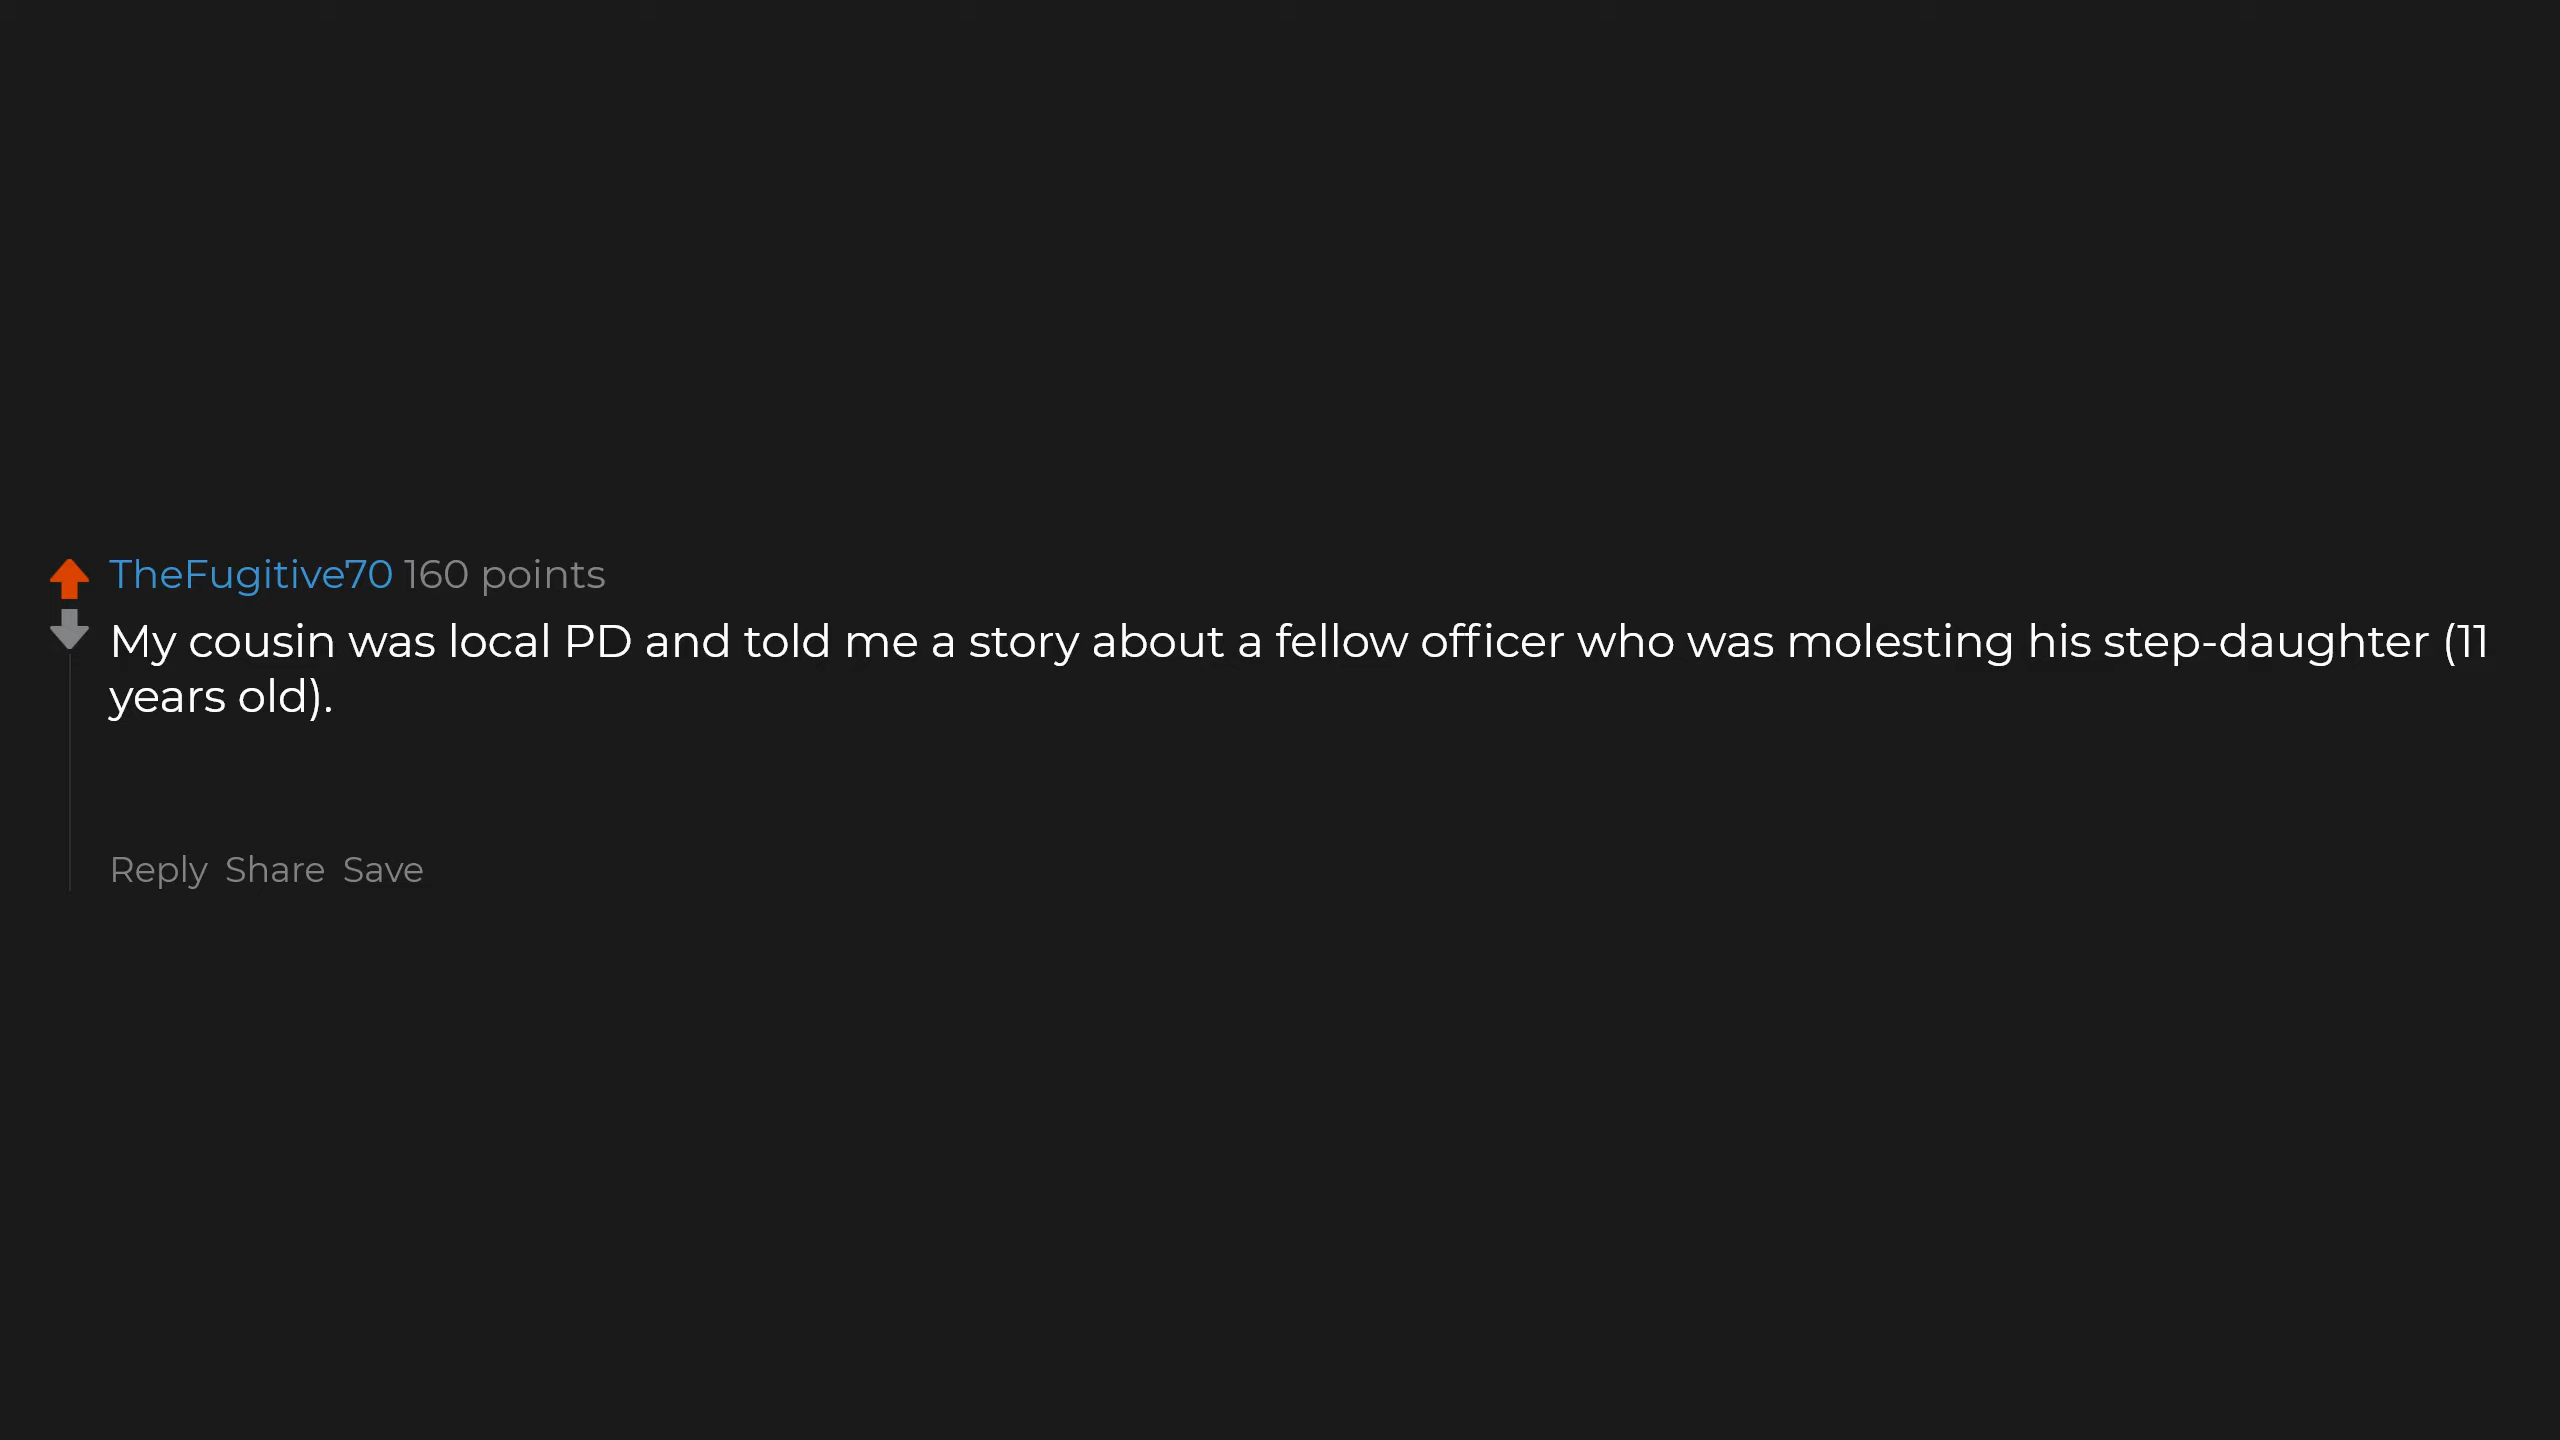 TheFugitive70 160 points
My cousin was local PD and told me a story about a fellow officer who was molesting his step-daughter (11
years old).
Reply Share Save